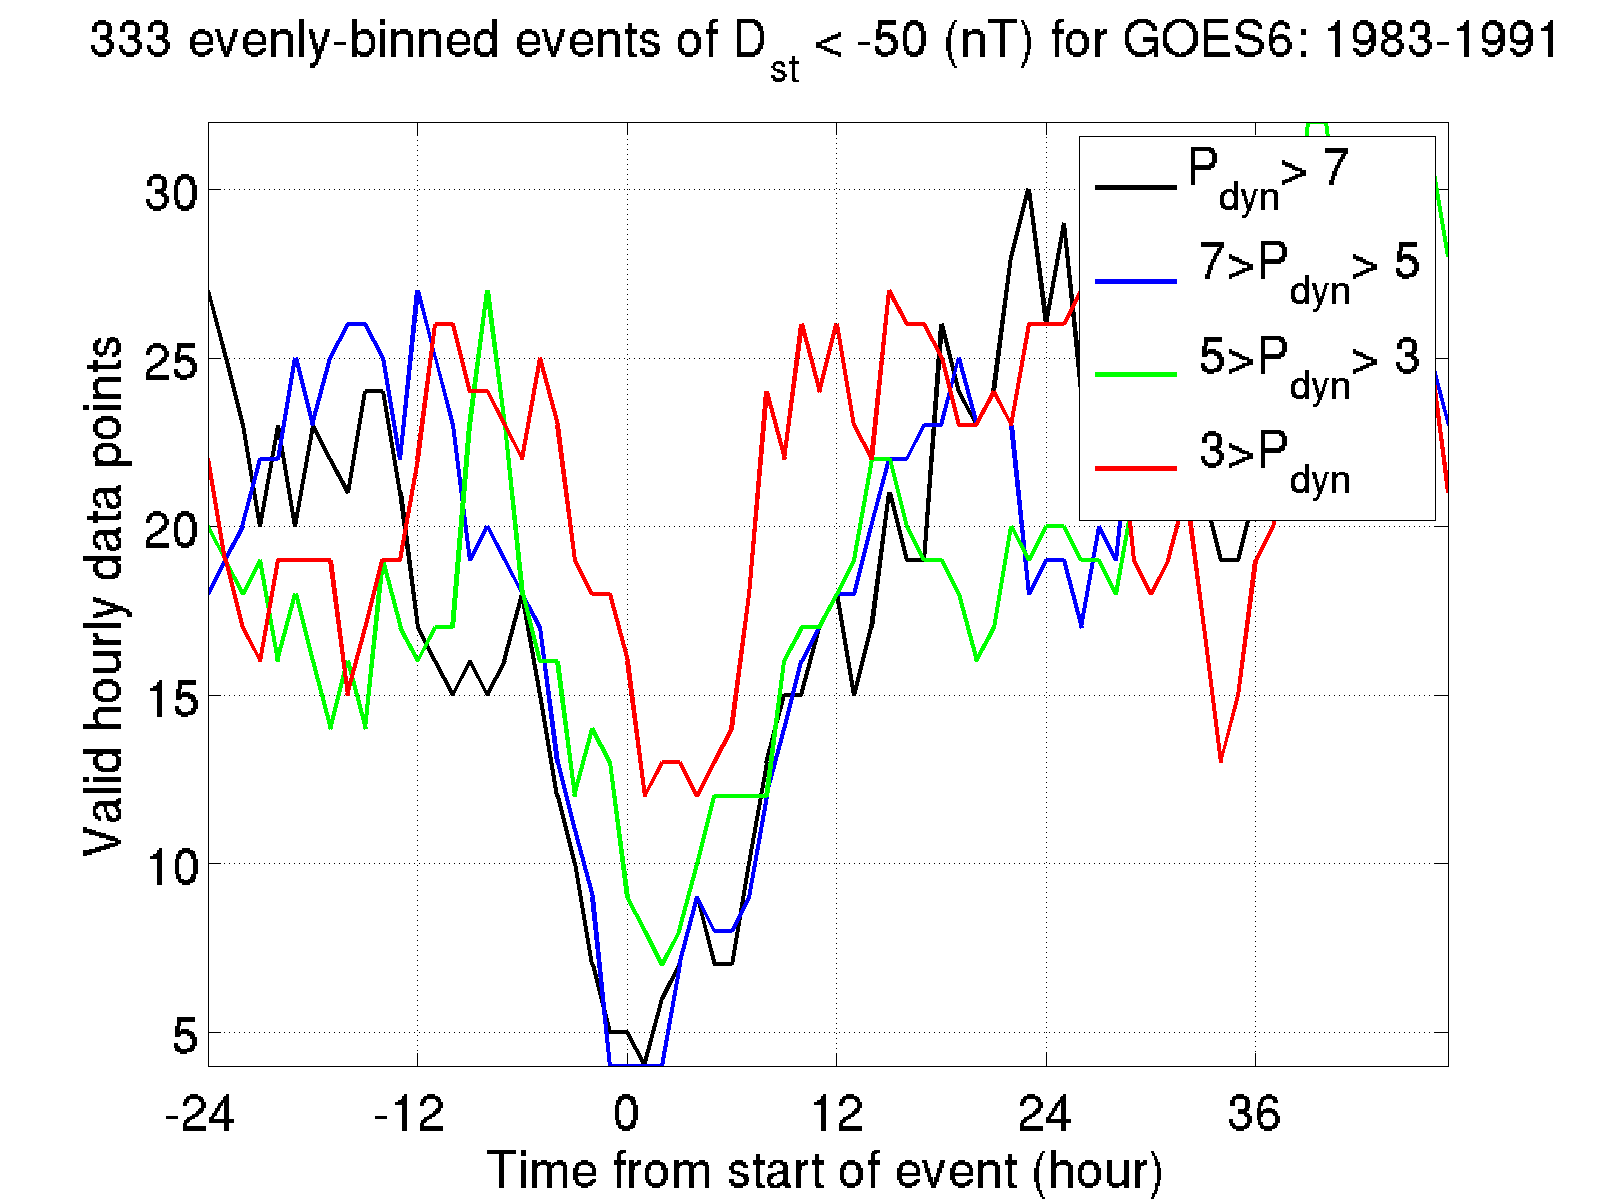 333 evenly-binned events of Dst < -50 (nT) for GOES6: 1983-1991
Valid hourly data points
30
25
20
15
10
5
Pdyn> 7
7>Pdyn> 5
5>Pdyn> 3
3>Pdyn
-24 -12 0 12 24 36
Time from start of event (hour)